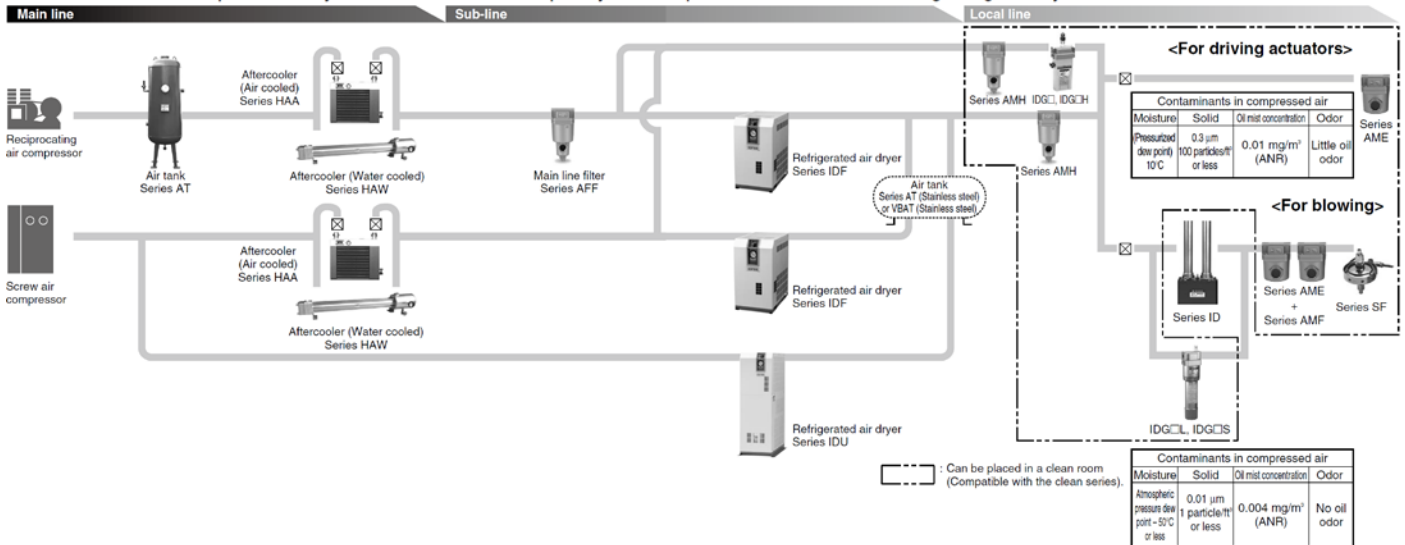 Main line
Sub-line
Local line
<For driving actuators>
Aftercooler
(Air cooled)
Series HAA
Series AMH
IDG□, IDG□H
Contaminants in compressed air
Moisture
Solid
Oil mist concentration
Odor
(Pressurized
dew point)
10°C
0.3 μm
100 particles/ft³
or less
0.01 mg/m³
(ANR)
Little oil
odor
Series
AME
Reciprocating
air compressor
Air tank
Series AT
Aftercooler (Water cooled)
Series HAW
Main line filter
Series AFF
Refrigerated air dryer
Series IDF
Series AMH
Air tank
Series AT (Stainless steel)
or VBAT (Stainless steel)
<For blowing>
Aftercooler
(Air cooled)
Series HAA
Screw air
compressor
Aftercooler (Water cooled)
Series HAW
Refrigerated air dryer
Series IDF
Series ID
Series AME
+
Series AMF
Series SF
Refrigerated air dryer
Series IDU
IDG□L, IDG□S
: Can be placed in a clean room
(Compatible with the clean series).
Contaminants in compressed air
Moisture
Solid
Oil mist concentration
Odor
Atmospheric
pressure dew
point – 50°C
or less
0.01 μm
1 particle/ft³
or less
0.004 mg/m³
(ANR)
No oil
odor